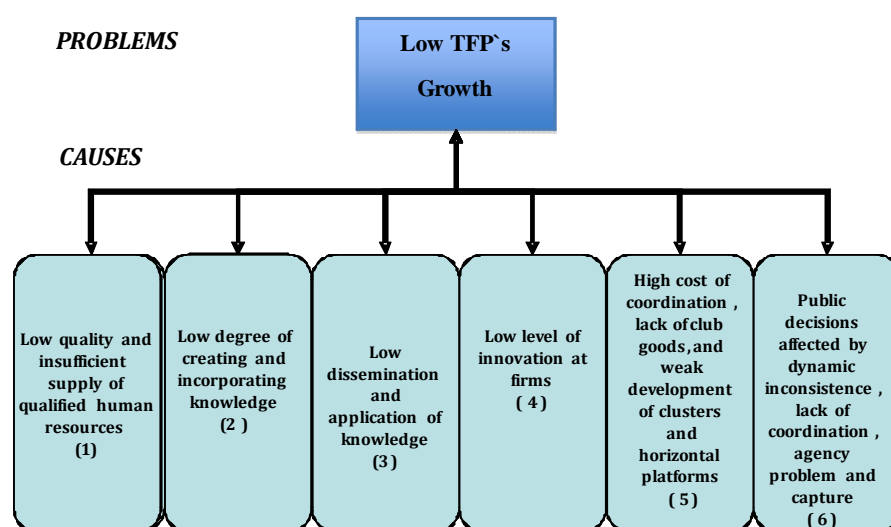 PROBLEMS
Low TFP`s
Growth
CAUSES
Low quality and
insufficient
supply of
qualified human
resources
(1)
Low degree of
creating and
incorporating
knowledge
(2 )
Low
dissemination
and
application of
knowledge
(3)
Low level of
innovation at
firms
( 4)
High cost of
coordination ,
lack of club
goods, and
weak
development
of clusters
and
horizontal
platforms
( 5)
Public
decisions
affected by
dynamic
inconsistence ,
lack of
coordination ,
agency
problem and
capture
( 6)